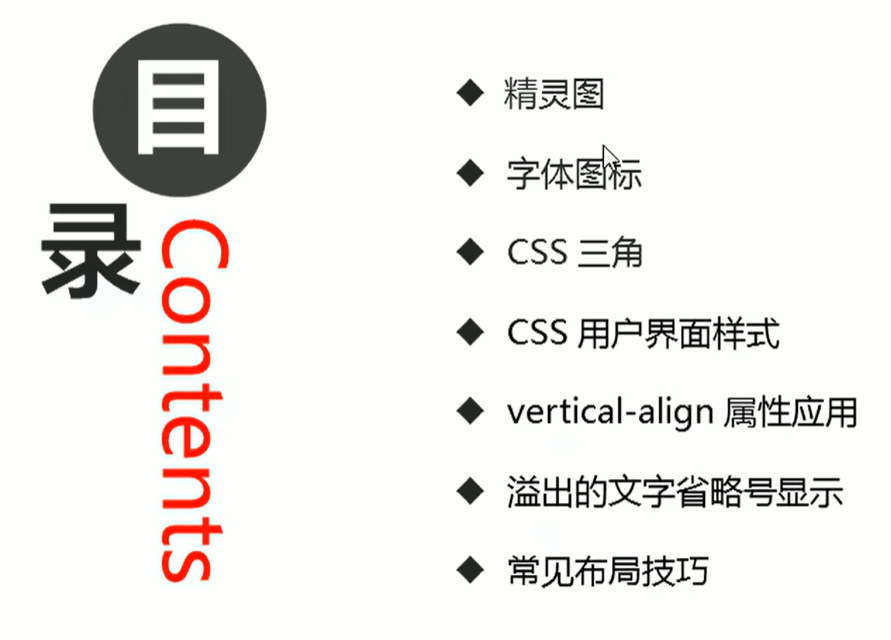 目录
Contents
精灵图
字体图标
CSS 三角
CSS 用户界面样式
vertical-align 属性应用
溢出的文字省略号显示
常见布局技巧